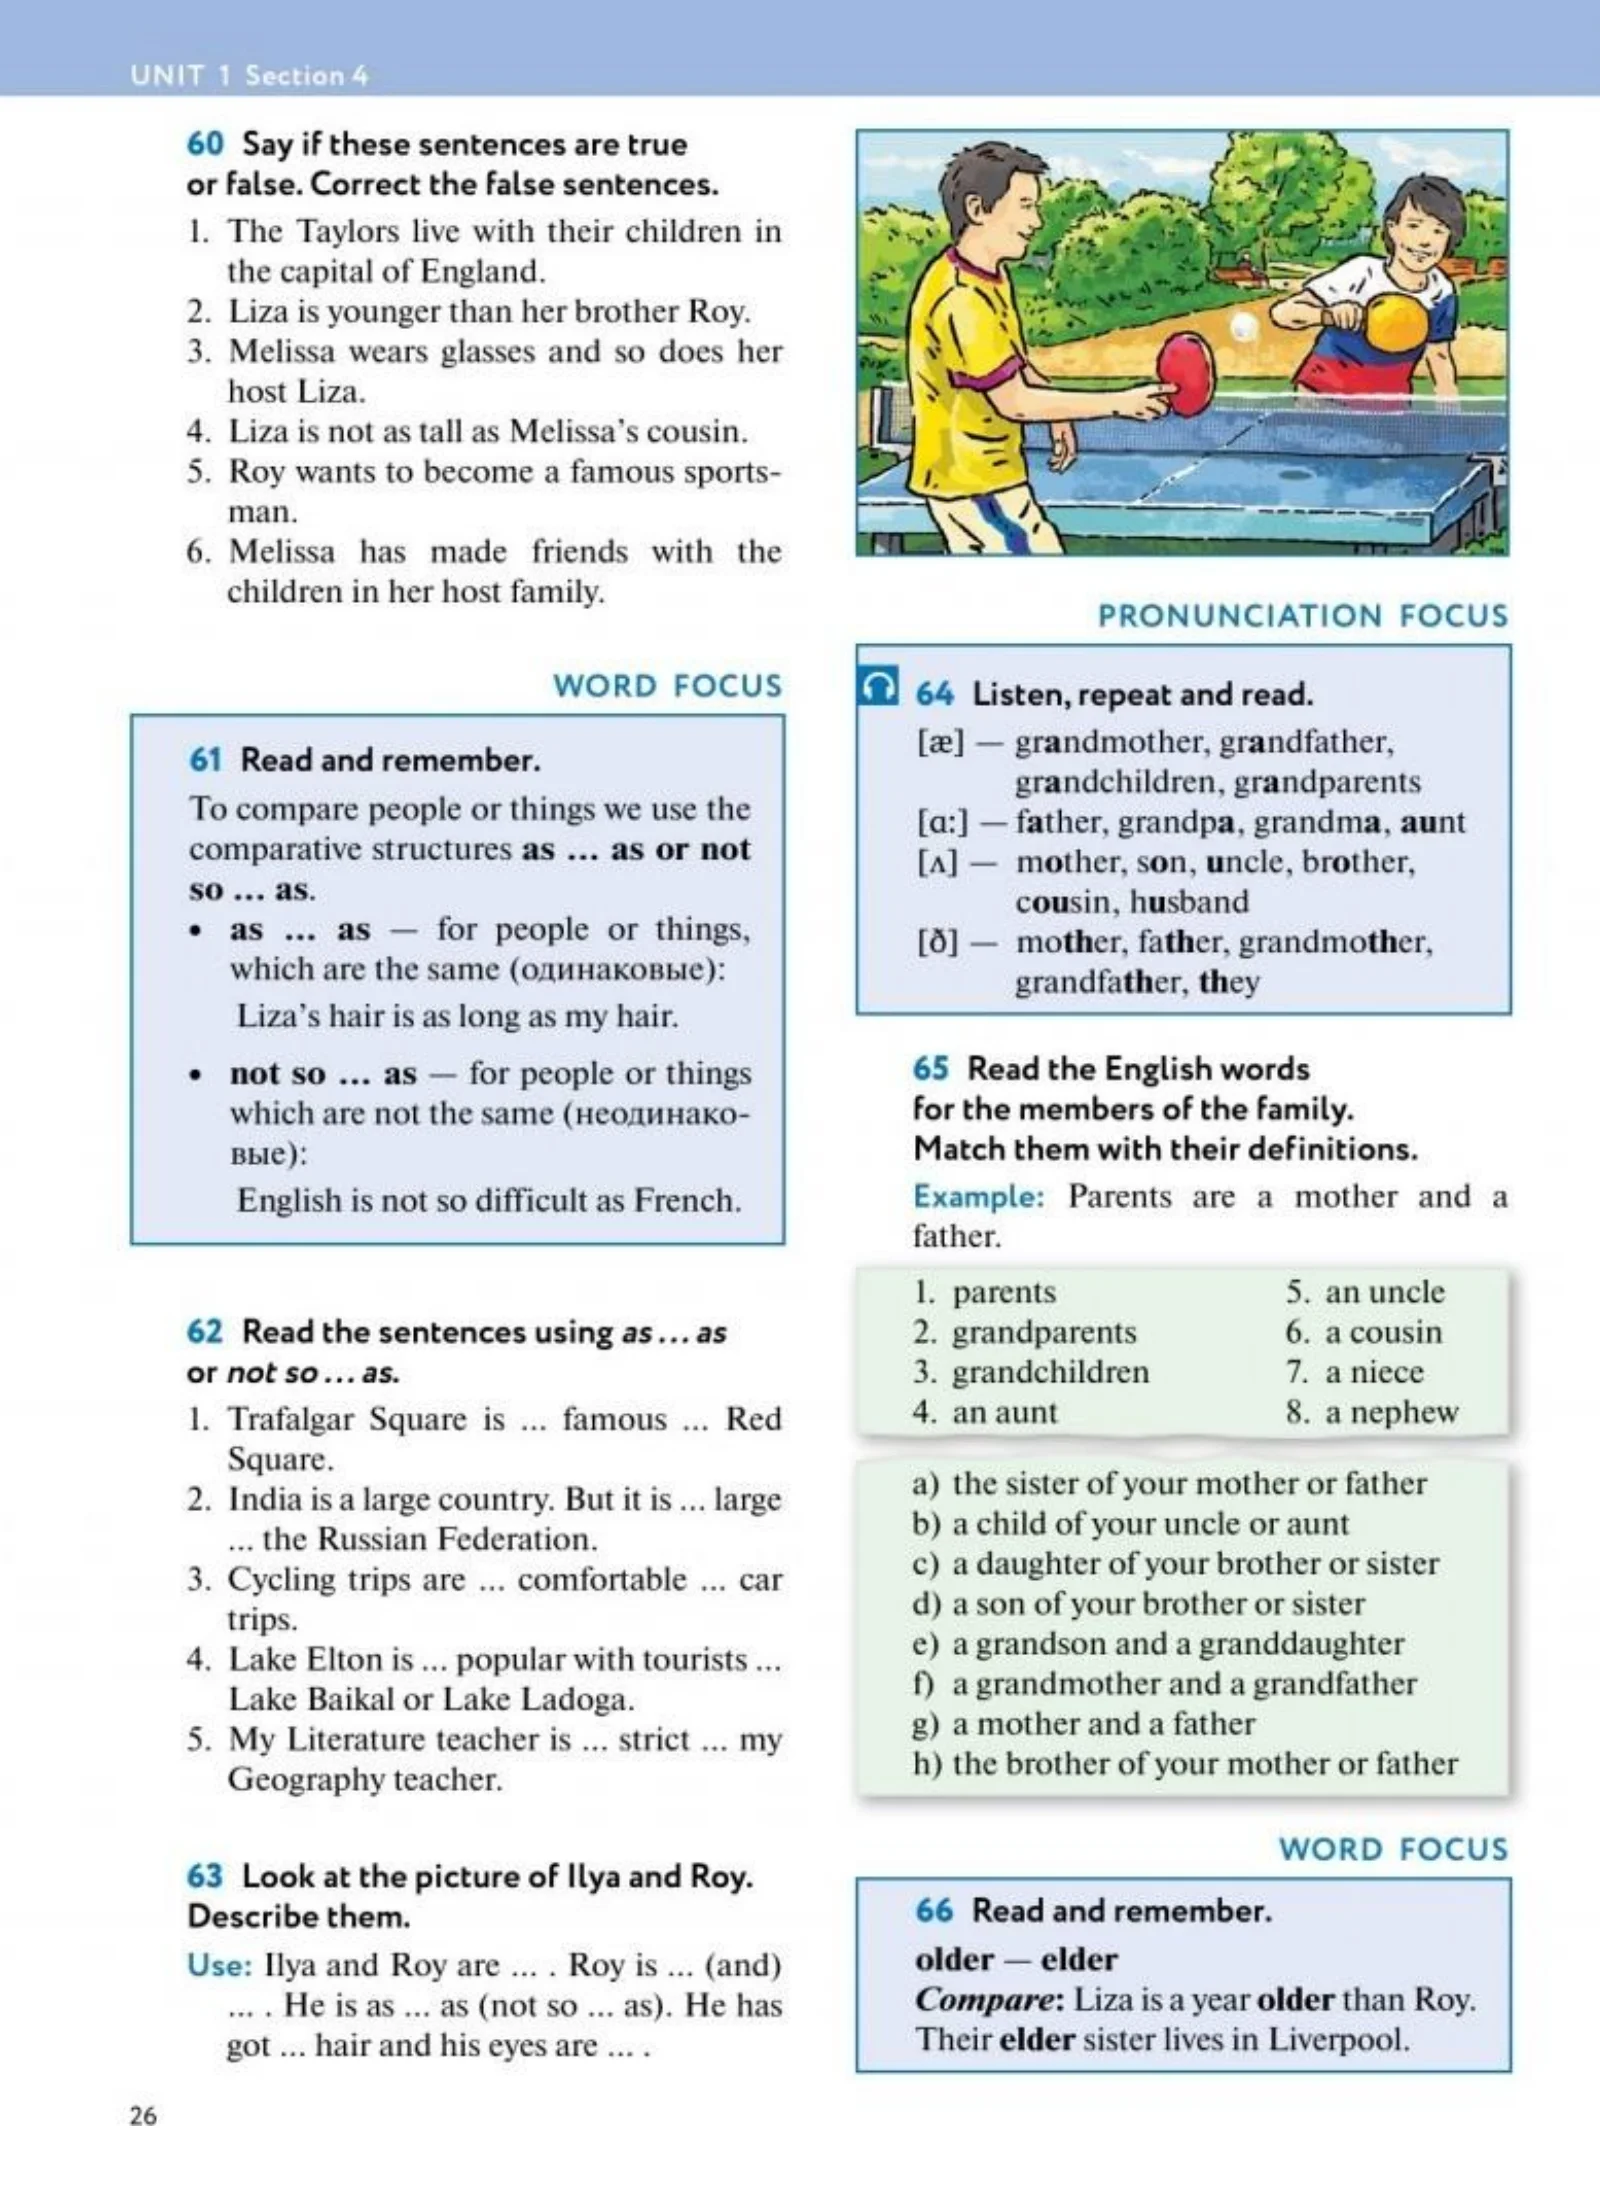 UNIT 1 Section 4
60 Say if these sentences are true
or false. Correct the false sentences.
1. The Taylors live with their children in
the capital of England.
2. Liza is younger than her brother Roy.
3. Melissa wears glasses and so does her
host Liza.
4. Liza is not as tall as Melissa's cousin.
5. Roy wants to become a famous sports-
man.
6. Melissa has made friends with the
children in her host family.
WORD FOCUS
61 Read and remember.
To compare people or things we use the
comparative structures as ... as or not
so ... as.
• as ... as — for people or things,
which are the same (одинаковые):
Liza's hair is as long as my hair.
• not so ... as — for people or things
which are not the same (неодинако-
вые):
English is not so difficult as French.
62 Read the sentences using as ... as
or not so ... as.
1. Trafalgar Square is ... famous ... Red
Square.
2. India is a large country. But it is ... large
... the Russian Federation.
3. Cycling trips are ... comfortable ... car
trips.
4. Lake Elton is ... popular with tourists ...
Lake Baikal or Lake Ladoga.
5. My Literature teacher is ... strict ... my
Geography teacher.
63 Look at the picture of Ilya and Roy.
Describe them.
Use: Ilya and Roy are ... . Roy is ... (and)
... . He is as ... as (not so ... as). He has
got ... hair and his eyes are ... .
PRONUNCIATION FOCUS
64 Listen, repeat and read.
[æ] — grandmother, grandfather,
grandchildren, grandparents
[ɑ:] — father, grandpa, grandma, aunt
[ʌ] — mother, son, uncle, brother,
cousin, husband
[ð] — mother, father, grandmother,
grandfather, they
65 Read the English words
for the members of the family.
Match them with their definitions.
Example: Parents are a mother and a
father.
1. parents
2. grandparents
3. grandchildren
4. an aunt
5. an uncle
6. a cousin
7. a niece
8. a nephew
a) the sister of your mother or father
b) a child of your uncle or aunt
c) a daughter of your brother or sister
d) a son of your brother or sister
e) a grandson and a granddaughter
f) a grandmother and a grandfather
g) a mother and a father
h) the brother of your mother or father
WORD FOCUS
66 Read and remember.
older — elder
Compare: Liza is a year older than Roy.
Their elder sister lives in Liverpool.
26